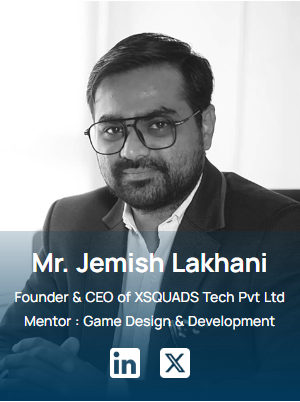 Mr. Jemish Lakhani
Founder & CEO of XSQUADS Tech Pvt Ltd
Mentor : Game Design & Development
in X